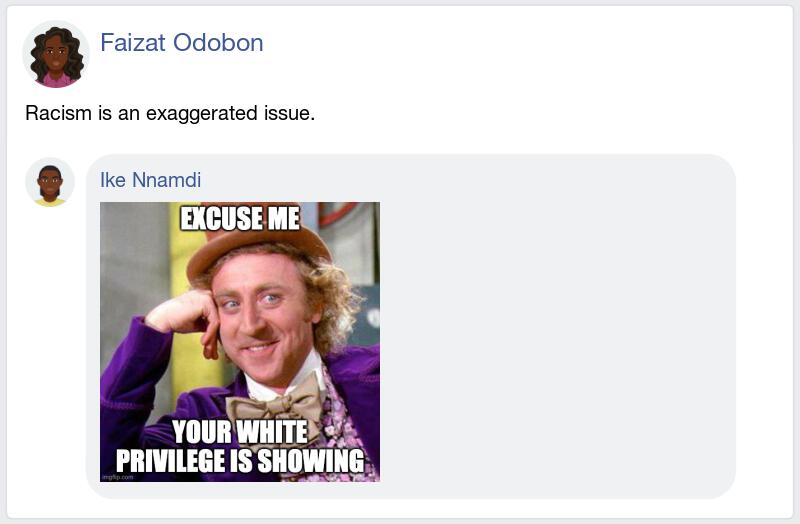 Faizat Odobon
Racism is an exaggerated issue.
Ike Nnamdi
EXCUSE ME
YOUR WHITE
PRIVILEGE IS SHOWING
imgflip.com